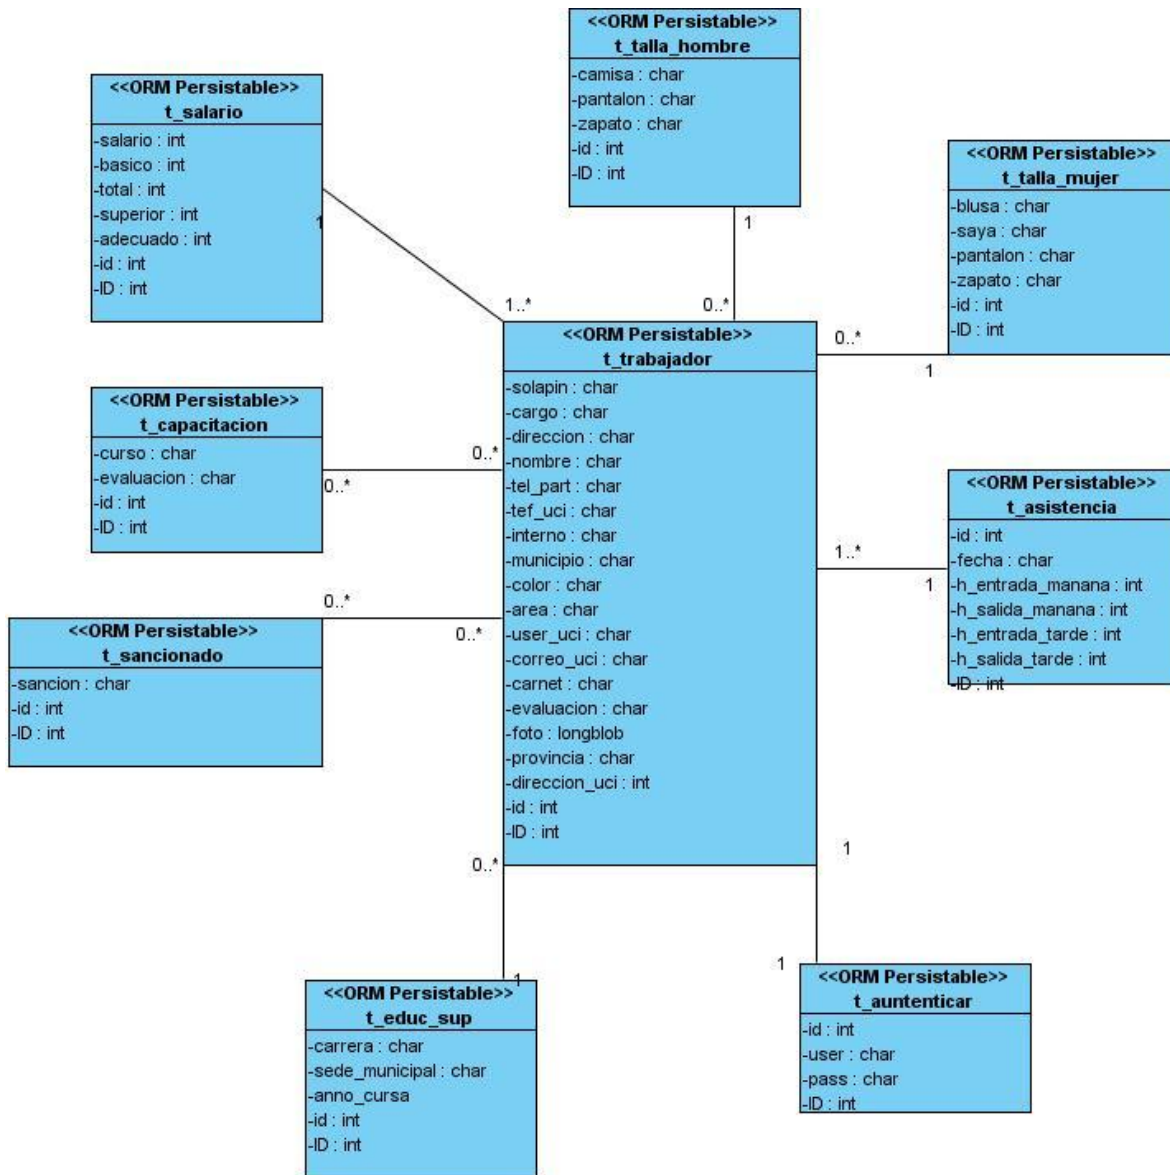 <<ORM Persistable>>
t_talla_hombre
-camisa : char
-pantalon : char
-zapato : char
-id : int
-ID : int
1
0..*
<<ORM Persistable>>
t_salario
-salario : int
-basico : int
-total : int
-superior : int
-adecuado : int
-id : int
-ID : int
1
1..*
<<ORM Persistable>>
t_talla_mujer
-blusa : char
-saya : char
-pantalon : char
-zapato : char
-id : int
-ID : int
0..*
1
<<ORM Persistable>>
t_trabajador
-solapin : char
-cargo : char
-direccion : char
-nombre : char
-tel_part : char
-tef_uci : char
-interno : char
-municipio : char
-color : char
-area : char
-user_uci : char
-correo_uci : char
-carnet : char
-evaluacion : char
-foto : longblob
-provincia : char
-direccion_uci : int
-id : int
-ID : int
<<ORM Persistable>>
t_capacitacion
-curso : char
-evaluacion : char
-id : int
-ID : int
0..*
0..*
<<ORM Persistable>>
t_asistencia
-id : int
-fecha : char
-h_entrada_manana : int
-h_salida_manana : int
-h_entrada_tarde : int
-h_salida_tarde : int
-ID : int
1..*
1
<<ORM Persistable>>
t_sancionado
-sancion : char
-id : int
-ID : int
0..*
0..*
0..*
1
<<ORM Persistable>>
t_educ_sup
-carrera : char
-sede_municipal : char
-anno_cursa
-id : int
-ID : int
1
1
<<ORM Persistable>>
t_auntenticar
-id : int
-user : char
-pass : char
-ID : int